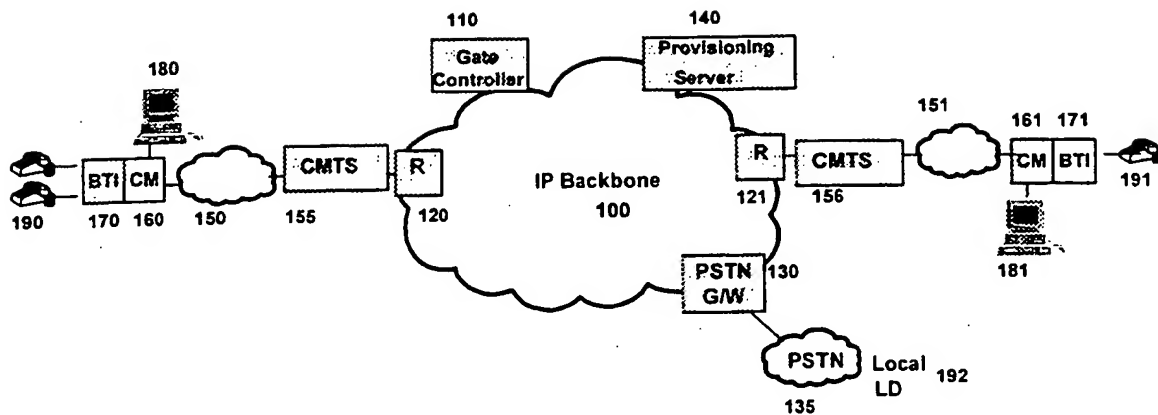 110
Gate
Controller
140
Provisioning
Server
180
BTI
CM
190
170
160
150
CMTS
155
R
120
IP Backbone
100
R
121
CMTS
156
151
161
171
CM
BTI
191
181
PSTN
G/W
130
PSTN
135
Local
LD
192